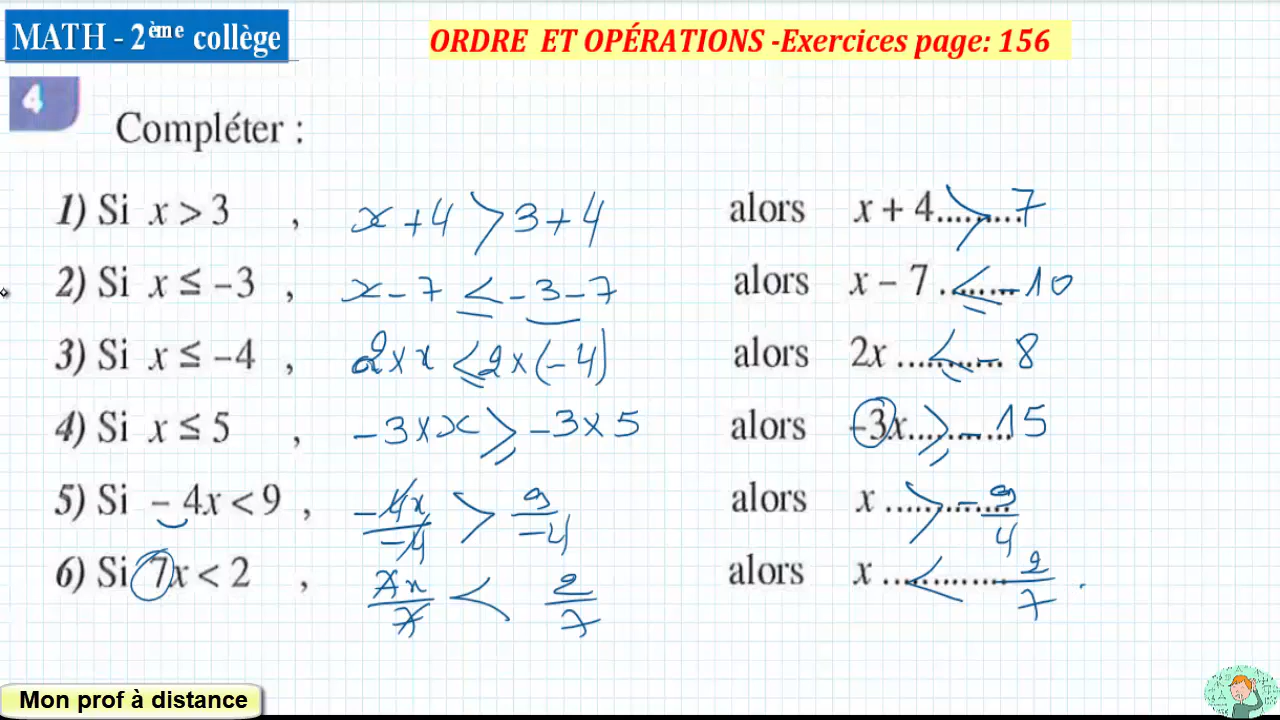 MATH - 2ème collège
ORDRE ET OPÉRATIONS -Exercices page: 156
4
Compléter :
1) Si x > 3 , x + 4 > 3 + 4 alors x + 4 ......... > 7
2) Si x ≤ -3 , x - 7 ≤ - 3 - 7 alors x - 7 ......... ≤ - 10
3) Si x ≤ -4 , 2 × x ≤ 2 × (- 4) alors 2x ............ ≤ - 8
4) Si x ≤ 5 , - 3 × x ≥ - 3 × 5 alors -3x ............ ≥ - 15
5) Si - 4x < 9 , -4x/-4 > 9/-4 alors x ............ > - 9/4
6) Si 7x < 2 , 7x/7 < 2/7 alors x ............ < 2/7
Mon prof à distance